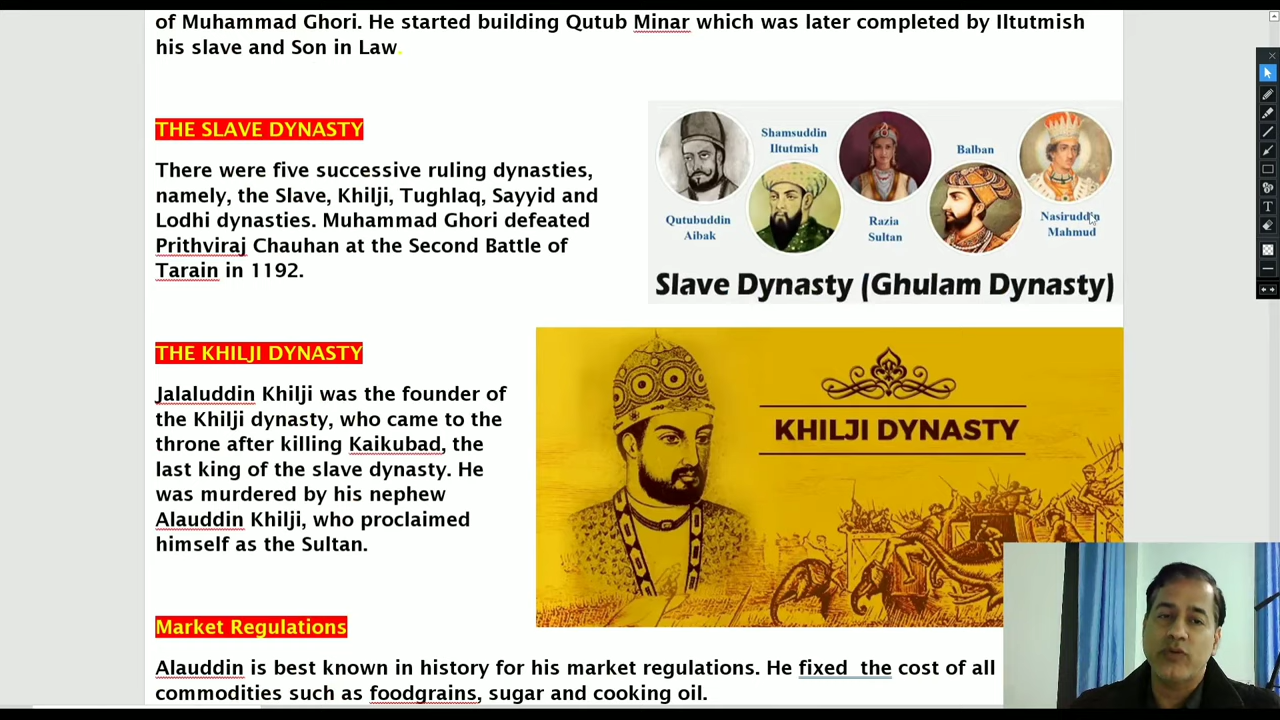 of Muhammad Ghori. He started building Qutub Minar which was later completed by Iltutmish
his slave and Son in Law.
THE SLAVE DYNASTY
There were five successive ruling dynasties,
namely, the Slave, Khilji, Tughlaq, Sayyid and
Lodhi dynasties. Muhammad Ghori defeated
Prithviraj Chauhan at the Second Battle of
Tarain in 1192.
Qutubuddin
Aibak
Shamsuddin
Iltutmish
Razia
Sultan
Balban
Nasiruddin
Mahmud
Slave Dynasty (Ghulam Dynasty)
THE KHILJI DYNASTY
Jalaluddin Khilji was the founder of
the Khilji dynasty, who came to the
throne after killing Kaikubad, the
last king of the slave dynasty. He
was murdered by his nephew
Alauddin Khilji, who proclaimed
himself as the Sultan.
KHILJI DYNASTY
Market Regulations
Alauddin is best known in history for his market regulations. He fixed  the cost of all
commodities such as foodgrains, sugar and cooking oil.